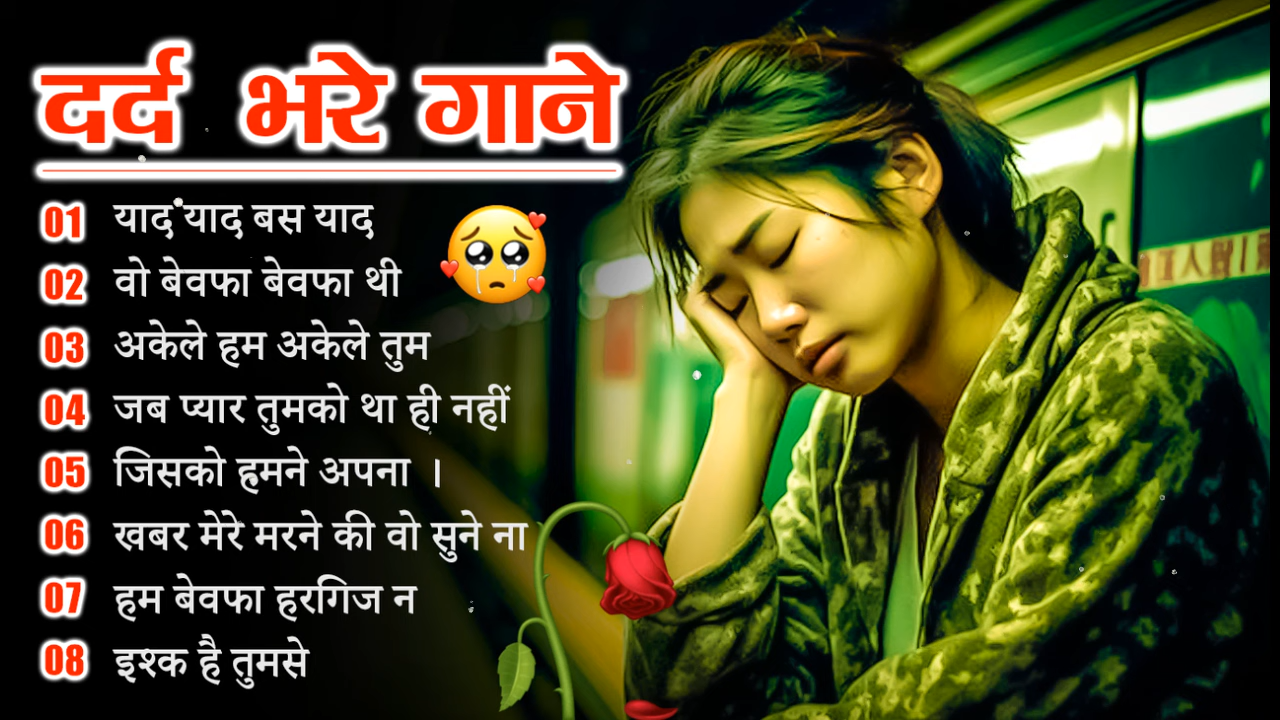 दर्द भरे गाने
01 याद याद बस याद
02 वो बेवफा बेवफा थी
03 अकेले हम अकेले तुम
04 जब प्यार तुमको था ही नहीं
05 जिसको हमने अपना ।
06 खबर मेरे मरने की वो सुने ना
07 हम बेवफा हरगिज न
08 इश्क है तुमसे